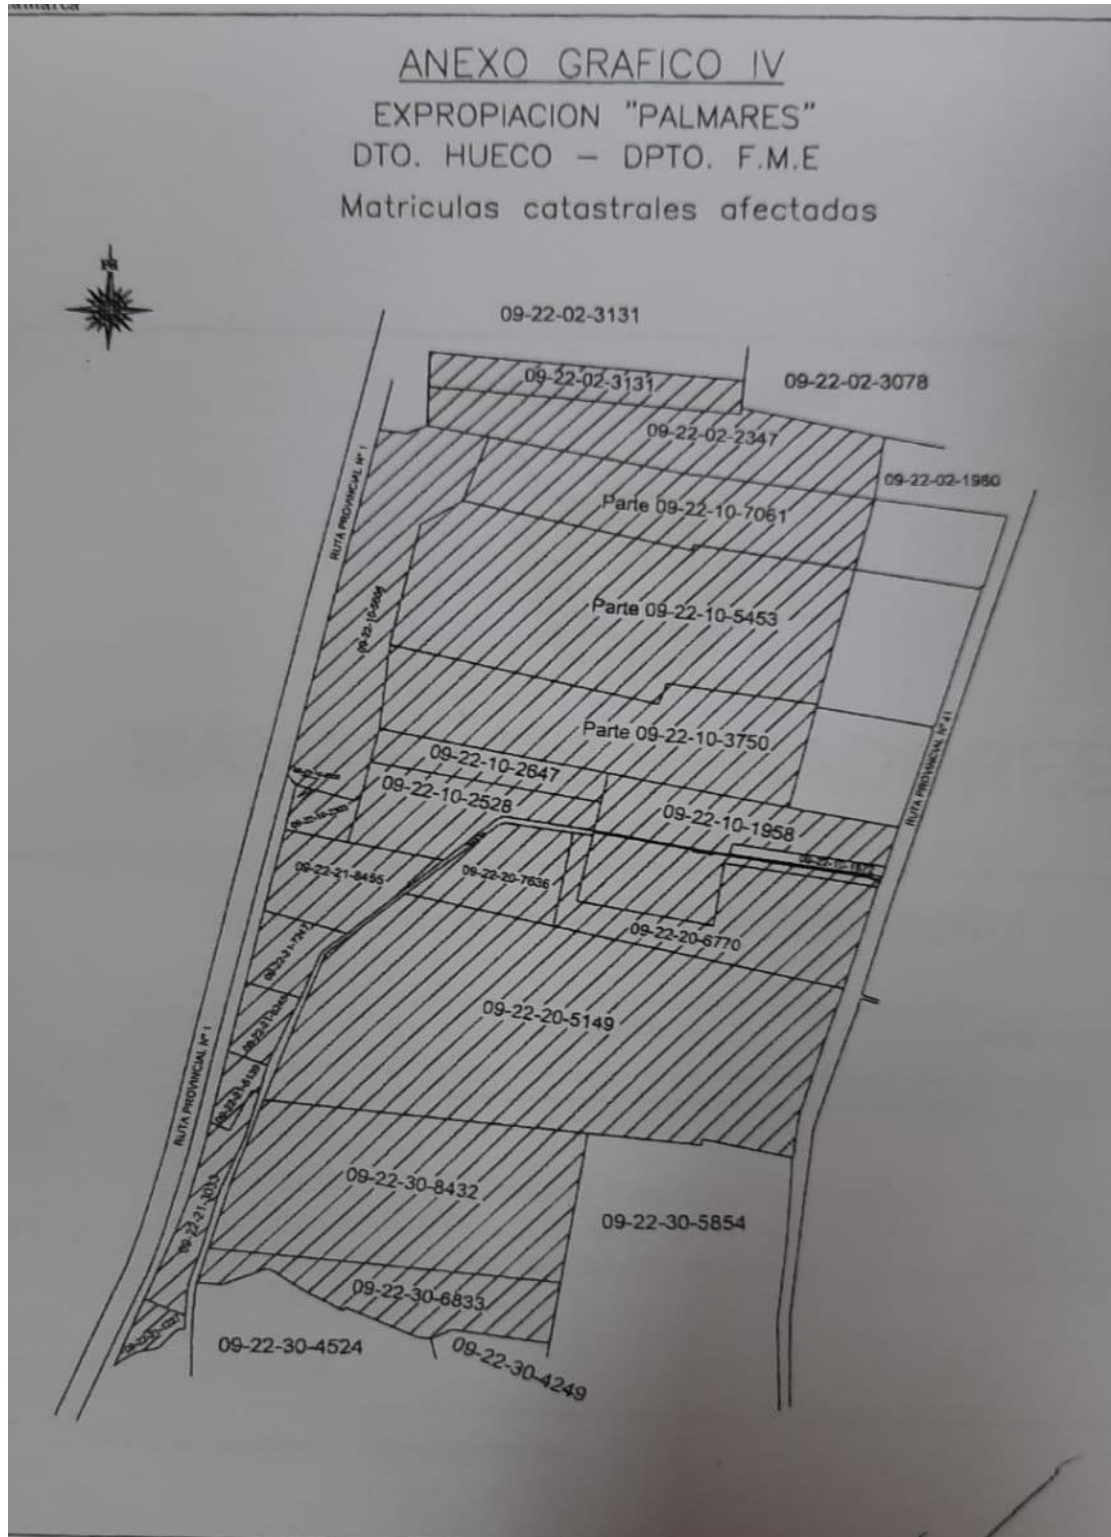 ANEXO GRAFICO IV
EXPROPIACION "PALMARES"
DTO. HUECO – DPTO. F.M.E
Matriculas catastrales afectadas
09-22-02-3131
09-22-02-3131
09-22-02-3078
09-22-02-2347
09-22-02-1980
RUTA PROVINCIAL Nº 1
Parte 09-22-10-7061
Parte 09-22-10-5453
Parte 09-22-10-3750
RUTA PROVINCIAL Nº 41
09-22-10-2647
09-22-10-2528
09-22-10-1958
09-22-21-8455
09-22-20-7636
09-22-20-6770
09-22-20-5149
RUTA PROVINCIAL Nº 1
09-22-30-8432
09-22-21-3033
09-22-30-5854
09-22-30-6833
09-22-30-4524
09-22-30-4249